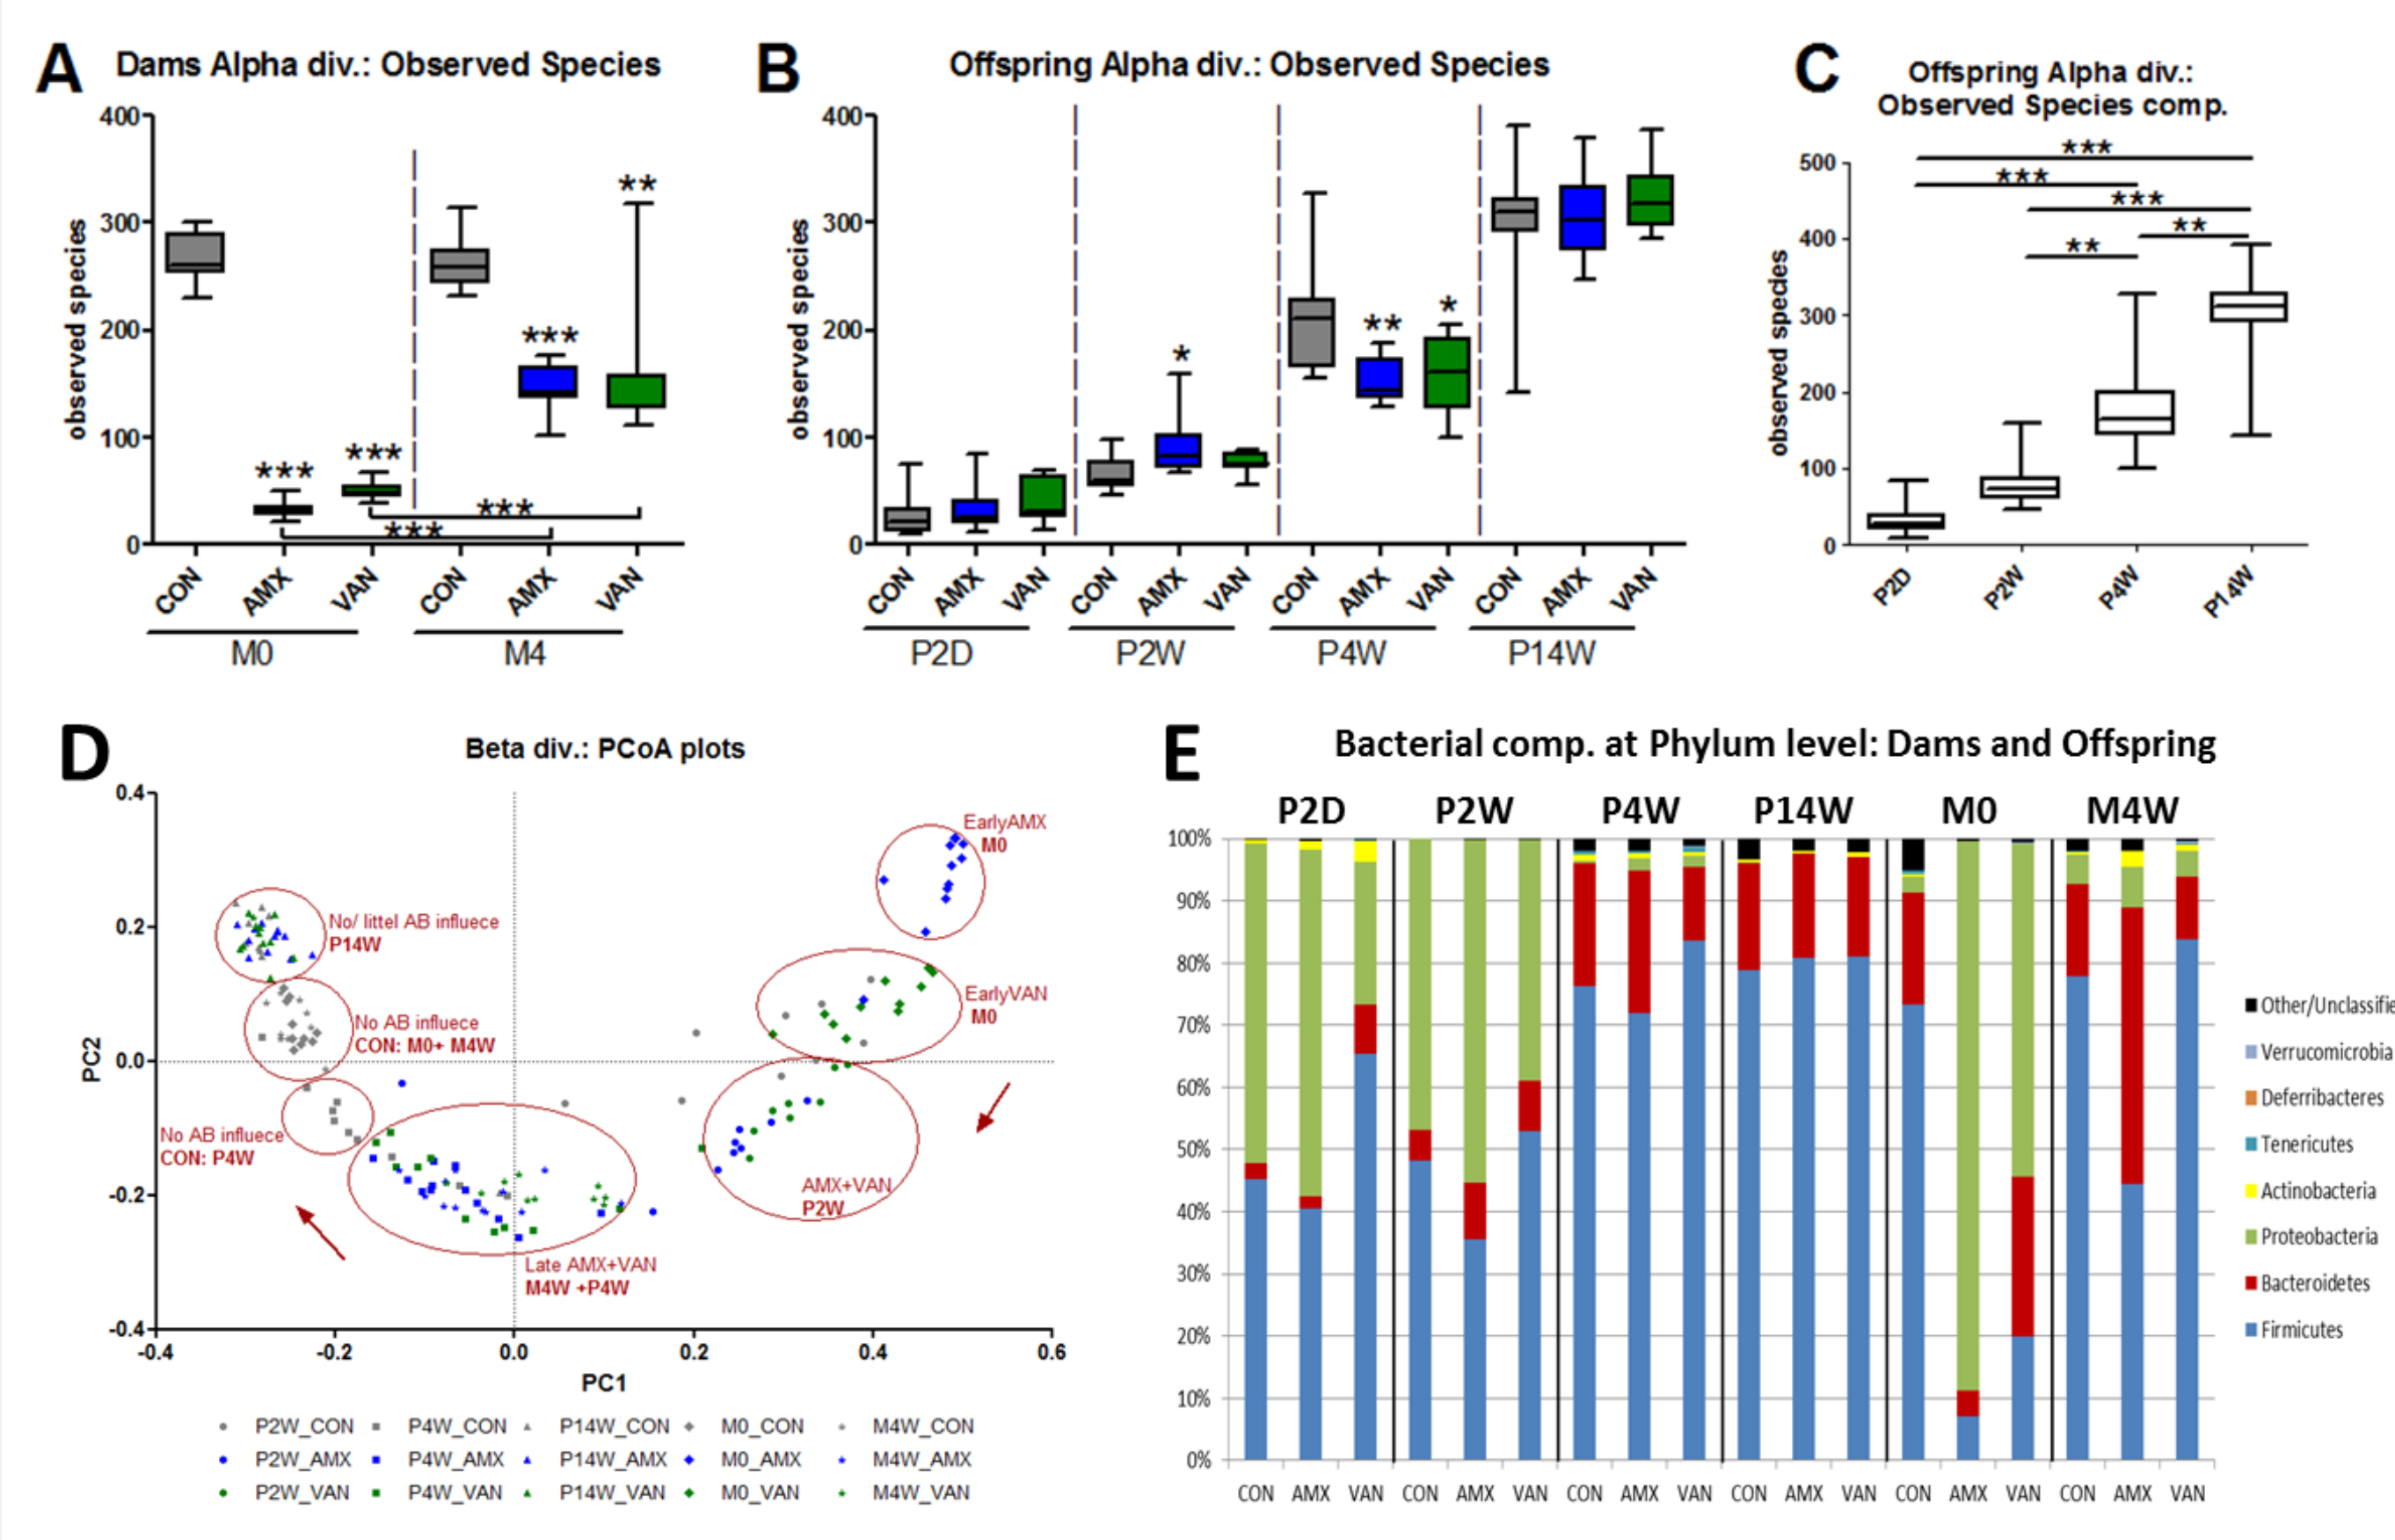 A
Dams Alpha div.: Observed Species
observed species
400
300
200
100
0
***
***
***
**
***
***
CON
AMX
VAN
CON
AMX
VAN
M0
M4
B
Offspring Alpha div.: Observed Species
observed species
400
300
200
100
0
*
**
*
CON
AMX
VAN
CON
AMX
VAN
CON
AMX
VAN
CON
AMX
VAN
P2D
P2W
P4W
P14W
C
Offspring Alpha div.:
Observed Species comp.
observed species
500
400
300
200
100
0
***
***
***
**
**
P2D
P2W
P4W
P14W
D
Beta div.: PCoA plots
PC2
0.4
0.2
0.0
-0.2
-0.4
-0.4
-0.2
0.0
0.2
0.4
0.6
PC1
EarlyAMX
M0
No/ littel AB influece
P14W
EarlyVAN
M0
No AB influece
CON: M0+ M4W
No AB influece
CON: P4W
AMX+VAN
P2W
Late AMX+VAN
M4W +P4W
P2W_CON P4W_CON P14W_CON M0_CON M4W_CON
P2W_AMX P4W_AMX P14W_AMX M0_AMX M4W_AMX
P2W_VAN P4W_VAN P14W_VAN M0_VAN M4W_VAN
E
Bacterial comp. at Phylum level: Dams and Offspring
P2D P2W P4W P14W M0 M4W
100%
90%
80%
70%
60%
50%
40%
30%
20%
10%
0%
CON AMX VAN CON AMX VAN CON AMX VAN CON AMX VAN CON AMX VAN CON AMX VAN
Other/Unclassifie
Verrucomicrobia
Deferribacteres
Tenericutes
Actinobacteria
Proteobacteria
Bacteroidetes
Firmicutes